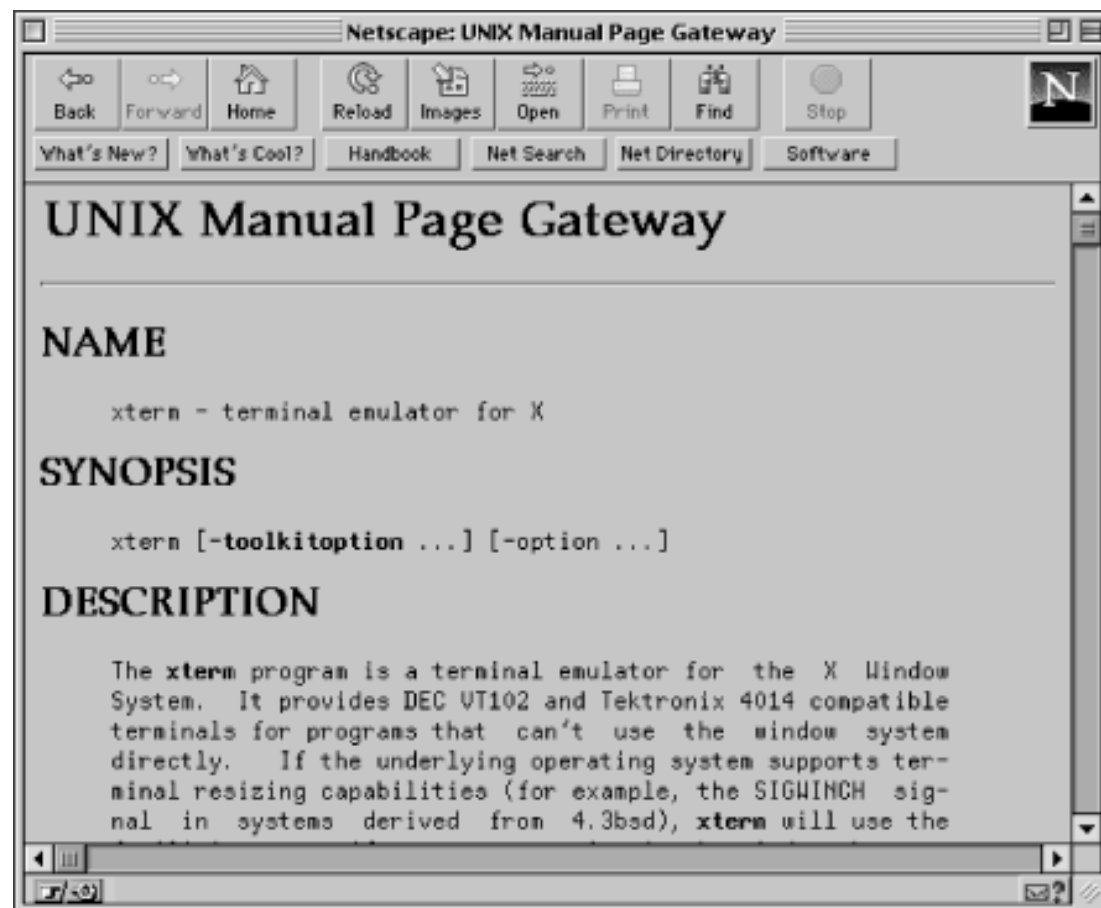 Netscape: UNIX Manual Page Gateway
Back Forward Home Reload Images Open Print Find Stop
N
What's New? What's Cool? Handbook Net Search Net Directory Software
UNIX Manual Page Gateway
NAME
xterm - terminal emulator for X
SYNOPSIS
xterm [-toolkitoption ...] [-option ...]
DESCRIPTION
The xterm program is a terminal emulator for the X Window
System. It provides DEC VT102 and Tektronix 4014 compatible
terminals for programs that can't use the window system
directly. If the underlying operating system supports ter-
minal resizing capabilities (for example, the SIGWINCH sig-
nal in systems derived from 4.3bsd), xterm will use the